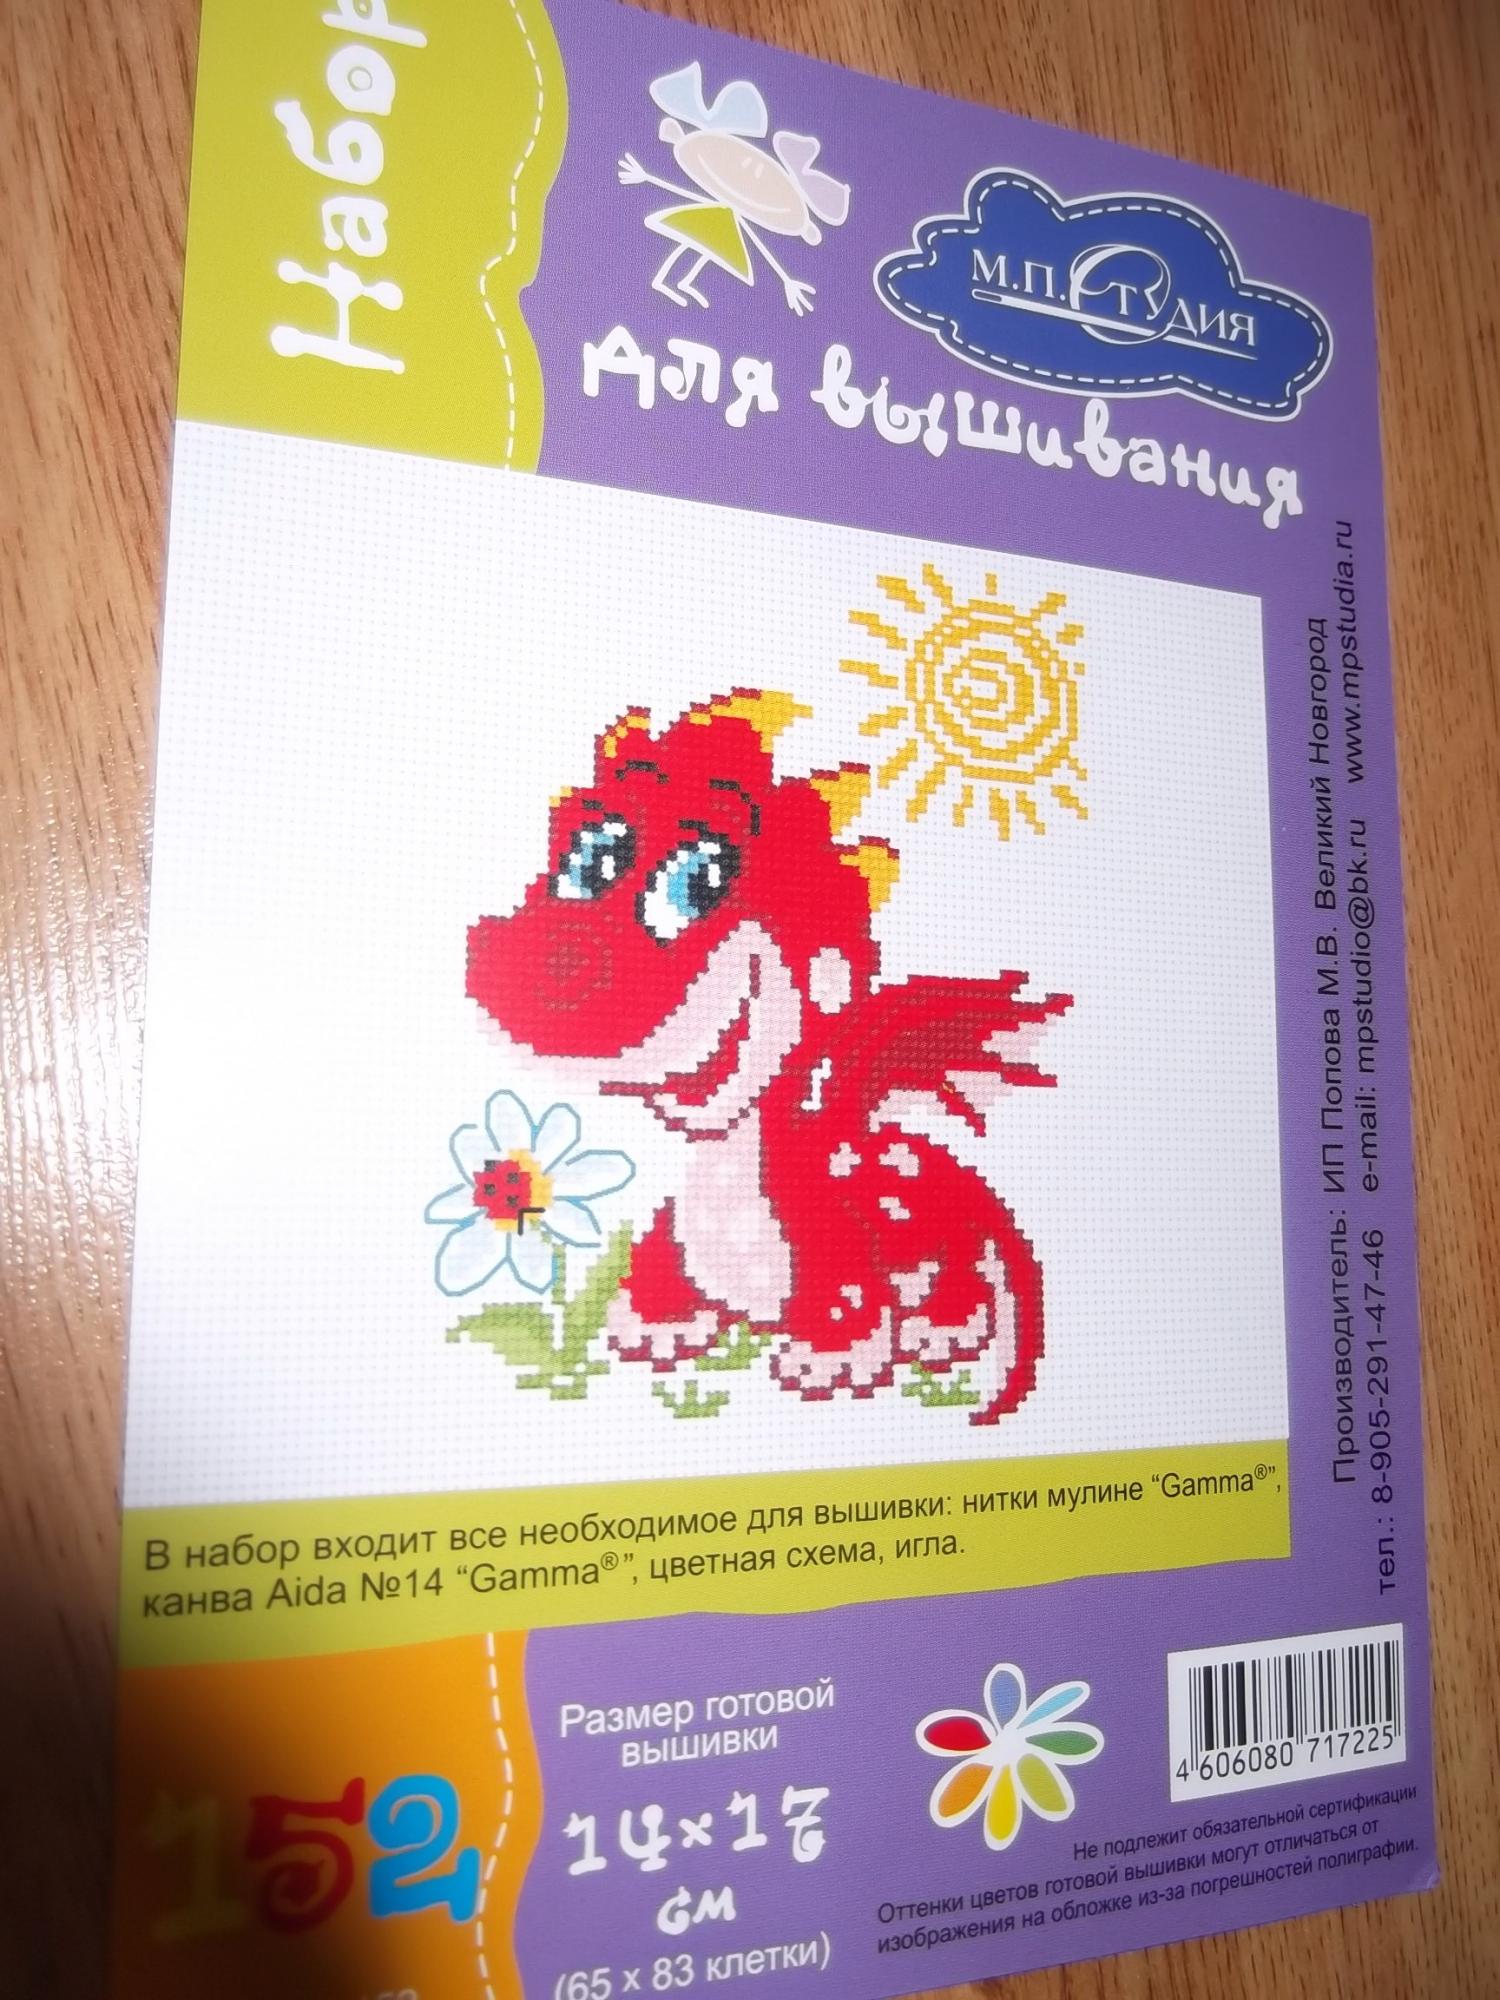 Набор
М.П.Студия
для вышивания
Производитель: ИП Попова М.В. Великий Новгород
тел.: 8-905-291-47-46 e-mail: mpstudio@bk.ru www.mpstudia.ru
В набор входит все необходимое для вышивки: нитки мулине “Gamma®”,
канва Aida №14 “Gamma®”, цветная схема, игла.
152
Размер готовой
вышивки
14×17
см
(65 x 83 клетки)
4 606080 717225
Не подлежит обязательной сертификации
Оттенки цветов готовой вышивки могут отличаться от
изображения на обложке из-за погрешностей полиграфии.